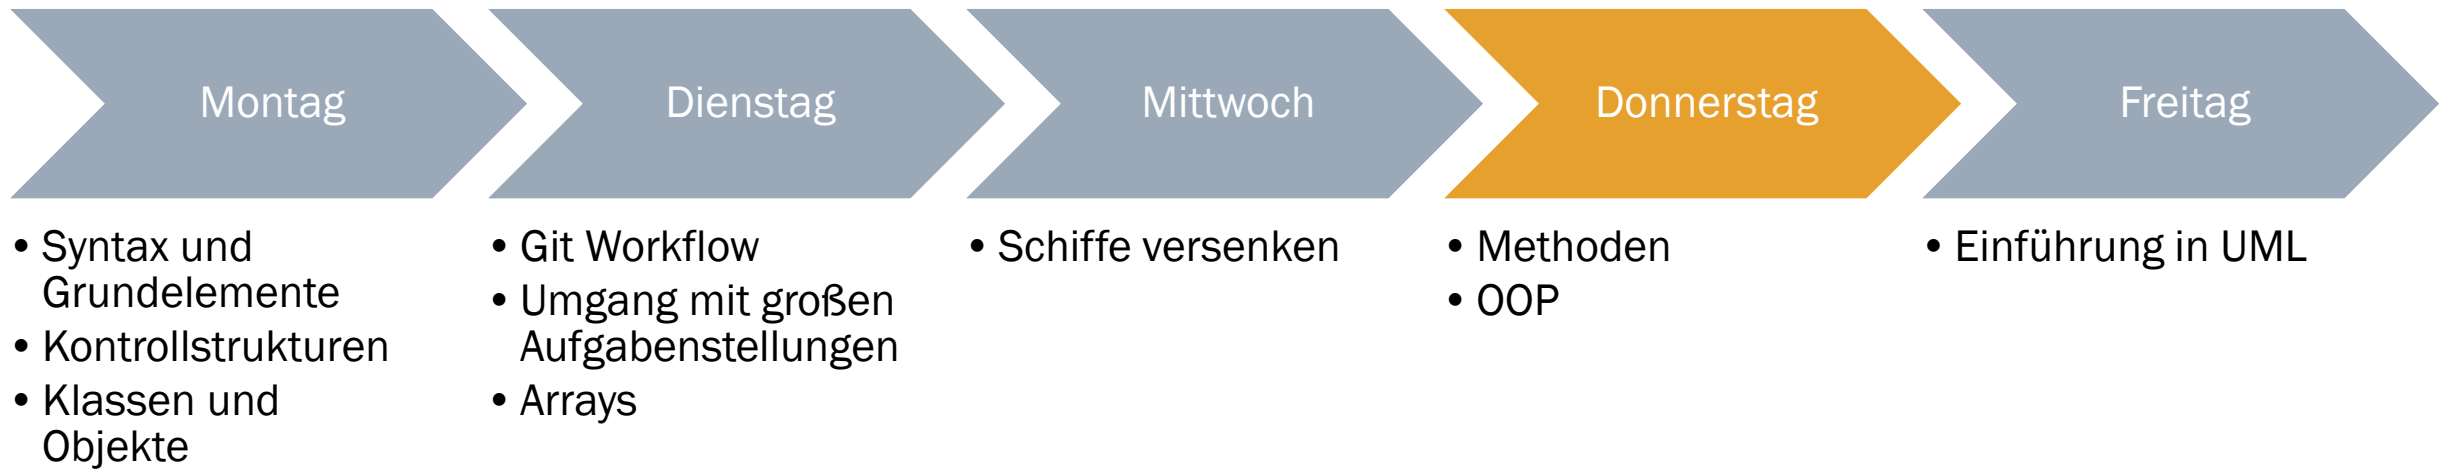 Montag
Dienstag
Mittwoch
Donnerstag
Freitag
• Syntax und
Grundelemente
• Kontrollstrukturen
• Klassen und
Objekte
• Git Workflow
• Umgang mit großen
Aufgabenstellungen
• Arrays
• Schiffe versenken
• Methoden
• OOP
• Einführung in UML